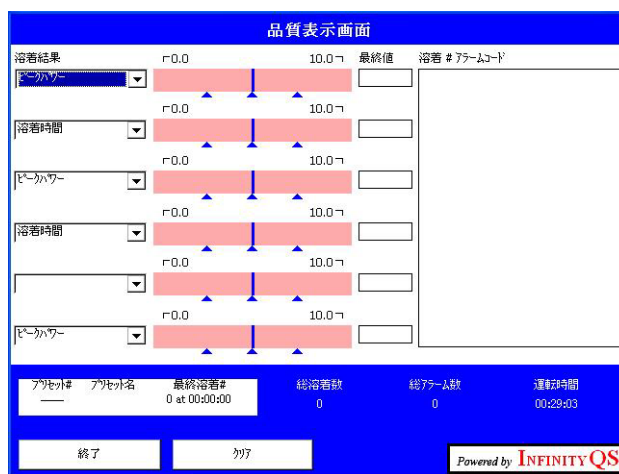 品質表示画面
溶着結果 0.0 10.0 最終値 溶着 # アラームコード
ピークパワー
0.0 10.0
溶着時間
0.0 10.0
ピークパワー
0.0 10.0
溶着時間
0.0 10.0
0.0 10.0
ピークパワー
プリセット# プリセット名 最終溶着# 総溶着数 総アラーム数 運転時間
0 at 00:00:00 0 0 00:29:03
終了 クリア
Powered by INFINITY QS